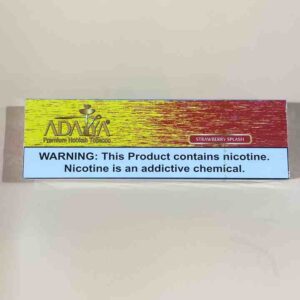 ADALYA
Premium Hookah Tobacco
STRAWBERRY SPLASH
WARNING: This Product contains nicotine.
Nicotine is an addictive chemical.